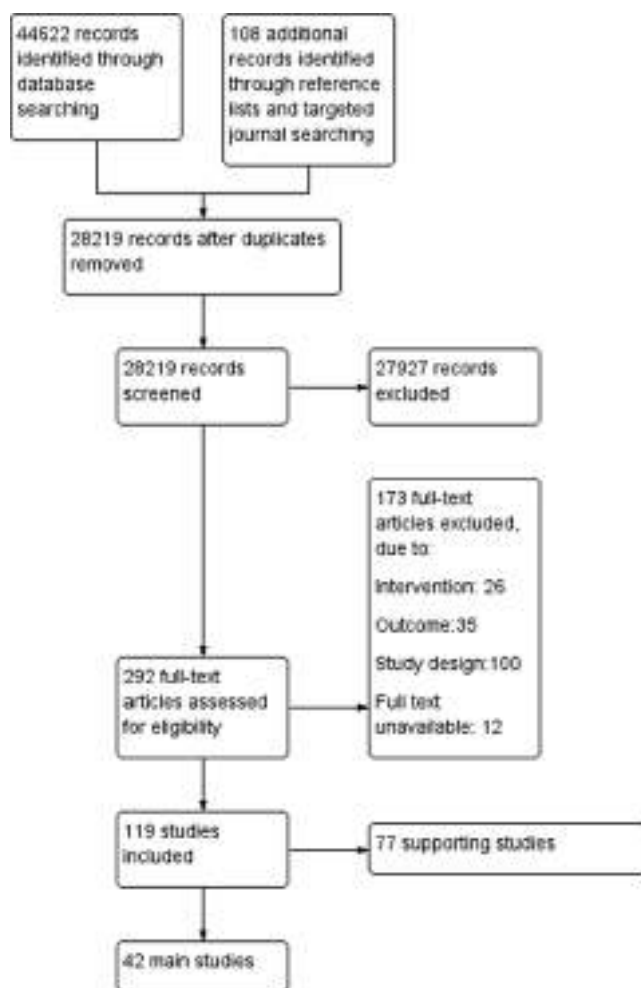 44622 records
identified through
database
searching
108 additional
records identified
through reference
lists and targeted
journal searching
28219 records after duplicates
removed
28219 records
screened
27927 records
excluded
173 full-text
articles excluded,
due to:
Intervention: 26
Outcome:35
Study design:100
Full text
unavailable: 12
292 full-text
articles assessed
for eligibility
119 studies
included
77 supporting studies
42 main studies